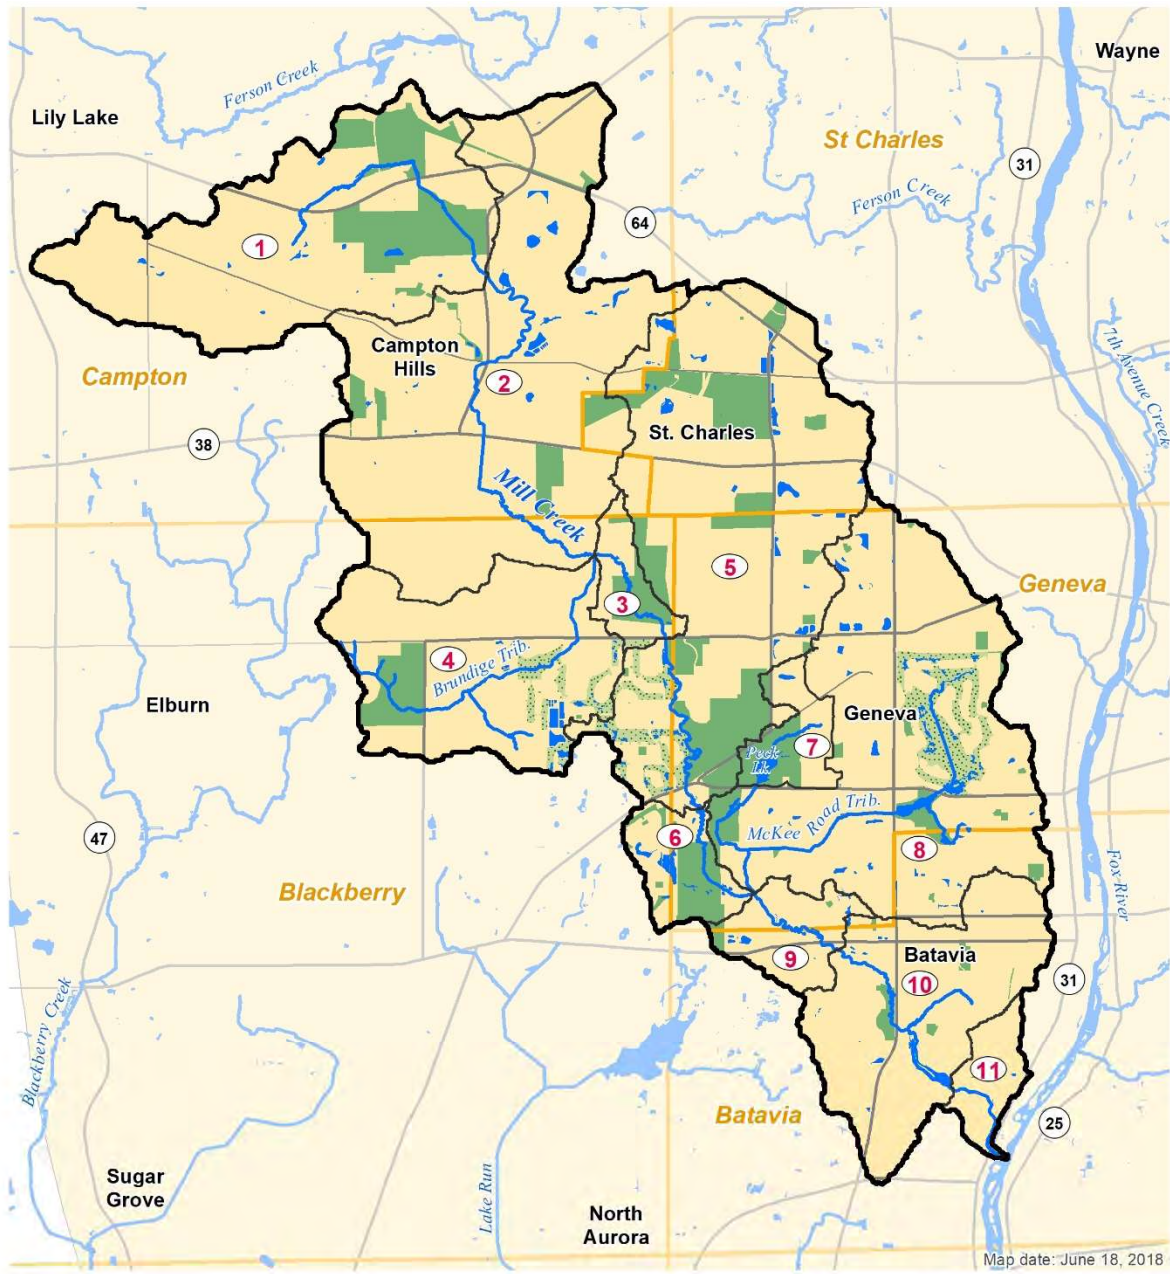 Wayne
Ferson Creek
Lily Lake
St Charles
31
Ferson Creek
64
1
7th Avenue Creek
Campton
Hills
Campton
2
St. Charles
38
Mill Creek
5
Geneva
3
4
Brundige Trib.
Elburn
Geneva
7
Peck
Lk.
McKee Road Trib.
47
6
8
Blackberry
Fox River
9
Batavia
10
31
Blackberry Creek
11
Batavia
25
Sugar
Grove
Lake Run
North
Aurora
Map date: June 18, 2018